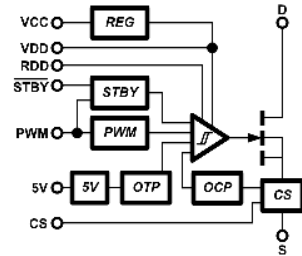 VCC REG D
VDD
RDD
STBY STBY
PWM PWM
5V 5V OTP OCP CS
CS S